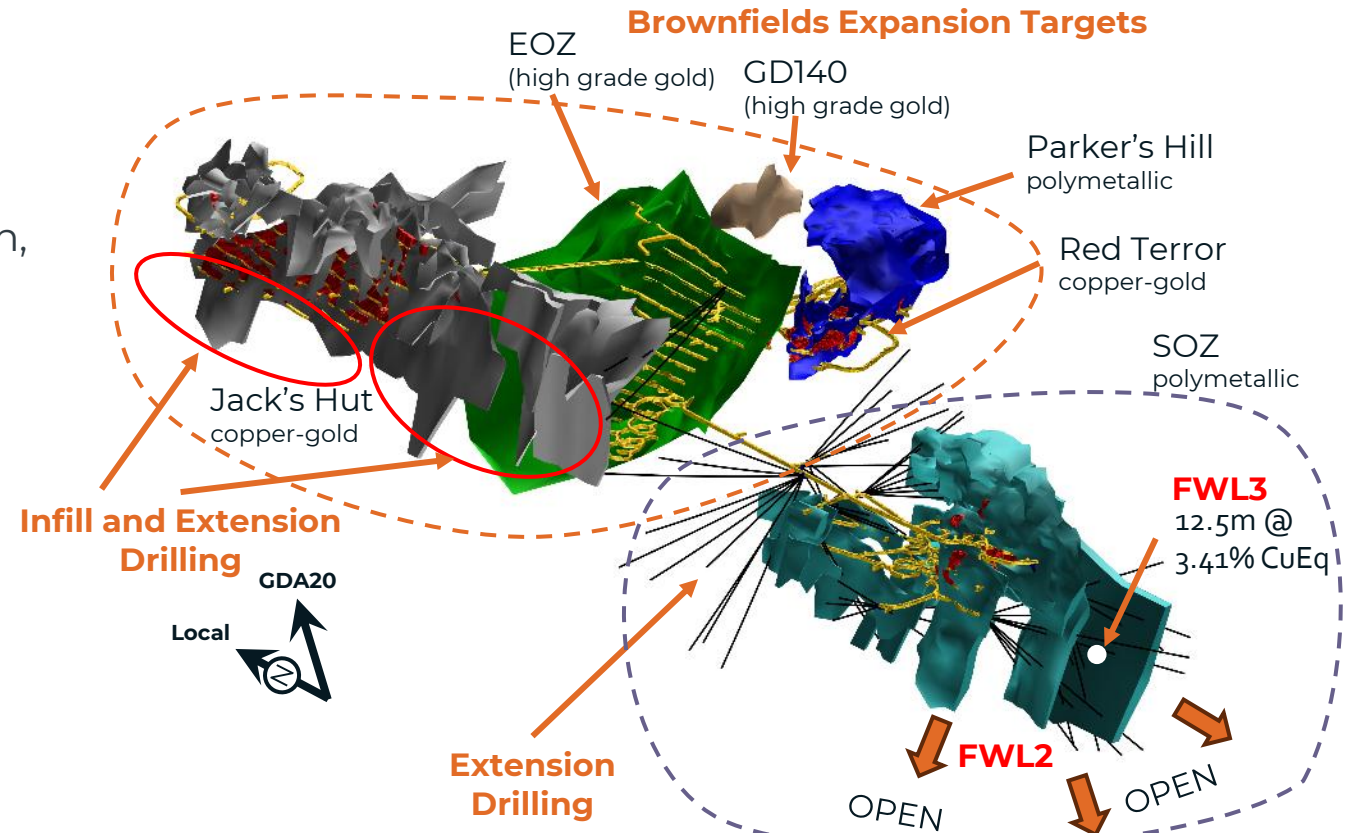 Brownfields Expansion Targets
EOZ
(high grade gold)
GD140
(high grade gold)
Parker's Hill
polymetallic
n,
Red Terror
copper-gold
SOZ
polymetallic
Jack's Hut
copper-gold
FWL3
12.5m @
3.41% CuEq
Infill and Extension
Drilling
GDA20
Local
N
FWL2
Extension
Drilling
OPEN
OPEN